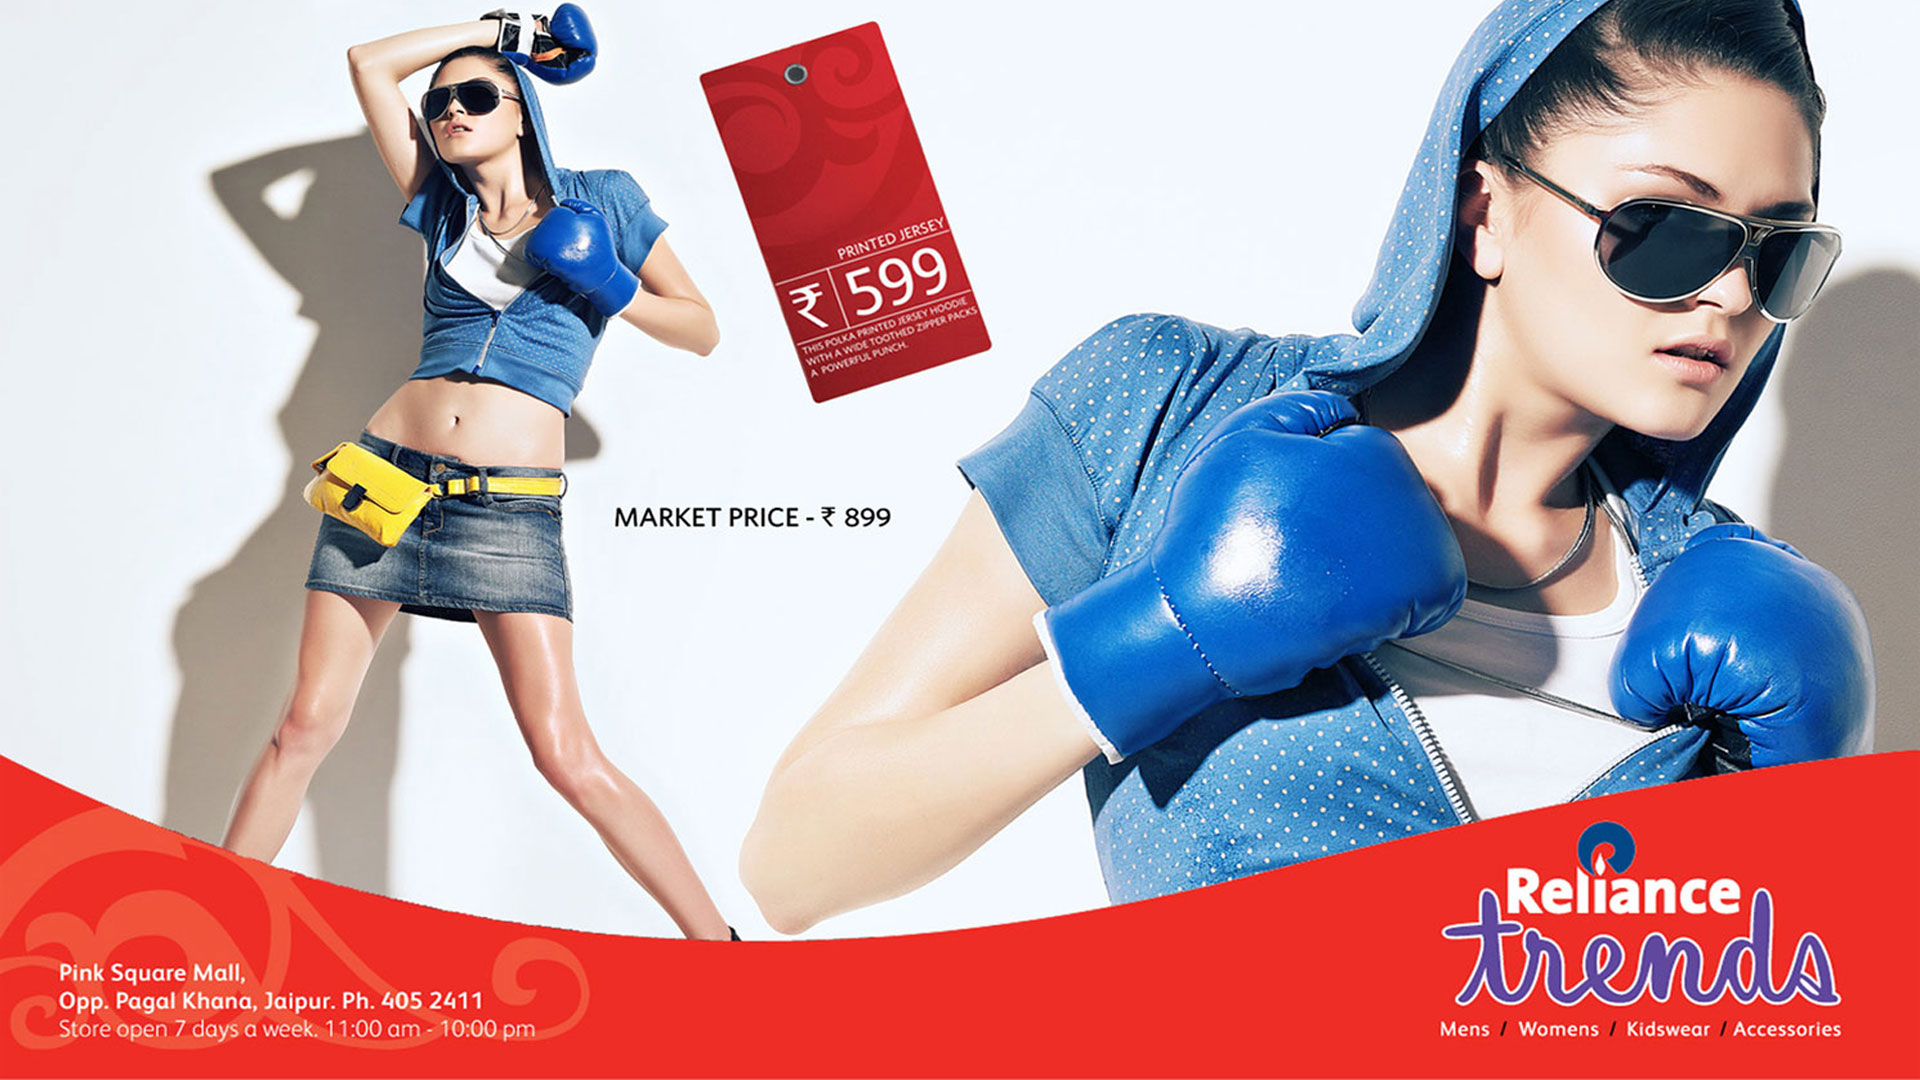 PRINTED JERSEY
₹ 599
THIS POLKA PRINTED JERSEY HOODIE
WITH A WIDE TOOTHED ZIPPER PACKS
A POWERFUL PUNCH.
MARKET PRICE - ₹ 899
Pink Square Mall,
Opp. Pagal Khana, Jaipur. Ph. 405 2411
Store open 7 days a week. 11:00 am - 10:00 pm
Reliance
trends
Mens / Womens / Kidswear / Accessories